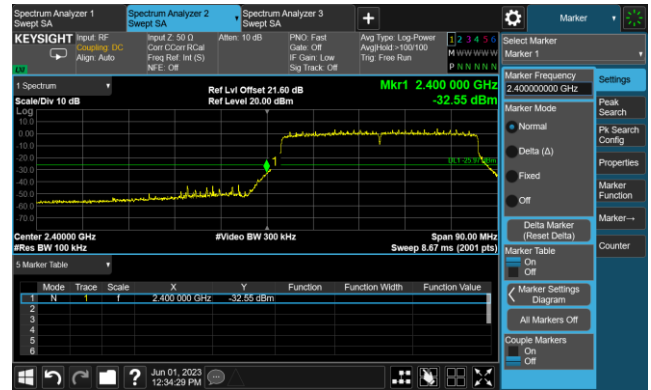 Spectrum Analyzer 1
Swept SA
Spectrum Analyzer 2
Swept SA
Spectrum Analyzer 3
Swept SA
+
Marker
KEYSIGHT
Input: RF
Coupling: DC
Align: Auto
Input Z: 50 Ω
Corr CCorr RCal
Freq Ref: Int (S)
NFE: Off
Atten: 10 dB
PNO: Fast
Gate: Off
IF Gain: Low
Sig Track: Off
Avg Type: Log-Power
Avg|Hold:>100/100
Trig: Free Run
1 2 3 4 5 6
M W W W W W
P N N N N N
Select Marker
Marker 1
1 Spectrum
Scale/Div 10 dB
Ref Lvl Offset 21.60 dB
Ref Level 20.00 dBm
Mkr1 2.400 000 GHz
-32.55 dBm
Log
10.0
0.00
-10.0
-20.0
-30.0
-40.0
-50.0
-60.0
-70.0
1
Center 2.40000 GHz
#Res BW 100 kHz
#Video BW 300 kHz
Span 90.00 MHz
Sweep 8.67 ms (2001 pts)
5 Marker Table
Mode Trace Scale X Y Function Function Width Function Value
1 N 1 f 2.400 000 GHz -32.55 dBm
2
3
4
5
6
Marker Frequency
2.400000000 GHz
Marker Mode
Normal
Delta (Δ)
Fixed
Off
Delta Marker
(Reset Delta)
Marker Table
On
Off
Marker Settings
Diagram
All Markers Off
Couple Markers
On
Off
Settings
Peak
Search
Pk Search
Config
Properties
Marker
Function
Marker→
Counter
?
Jun 01, 2023
12:34:29 PM